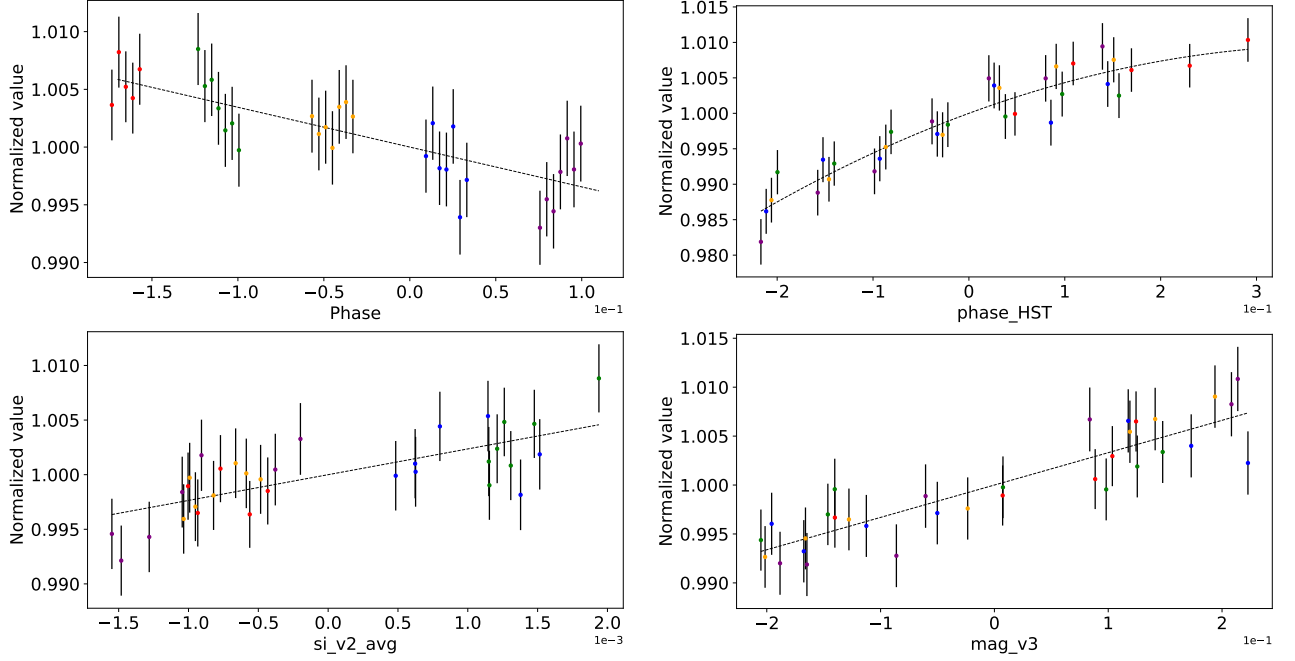 1.010
1.005
1.000
0.995
0.990
Normalized value
−1.5 −1.0 −0.5 0.0 0.5 1.0
1e−1
Phase
1.015
1.010
1.005
1.000
0.995
0.990
0.985
0.980
Normalized value
−2 −1 0 1 2 3
1e−1
phase_HST
1.010
1.005
1.000
0.995
0.990
Normalized value
−1.5 −1.0 −0.5 0.0 0.5 1.0 1.5 2.0
1e−3
si_v2_avg
1.015
1.010
1.005
1.000
0.995
0.990
Normalized value
−2 −1 0 1 2
1e−1
mag_v3